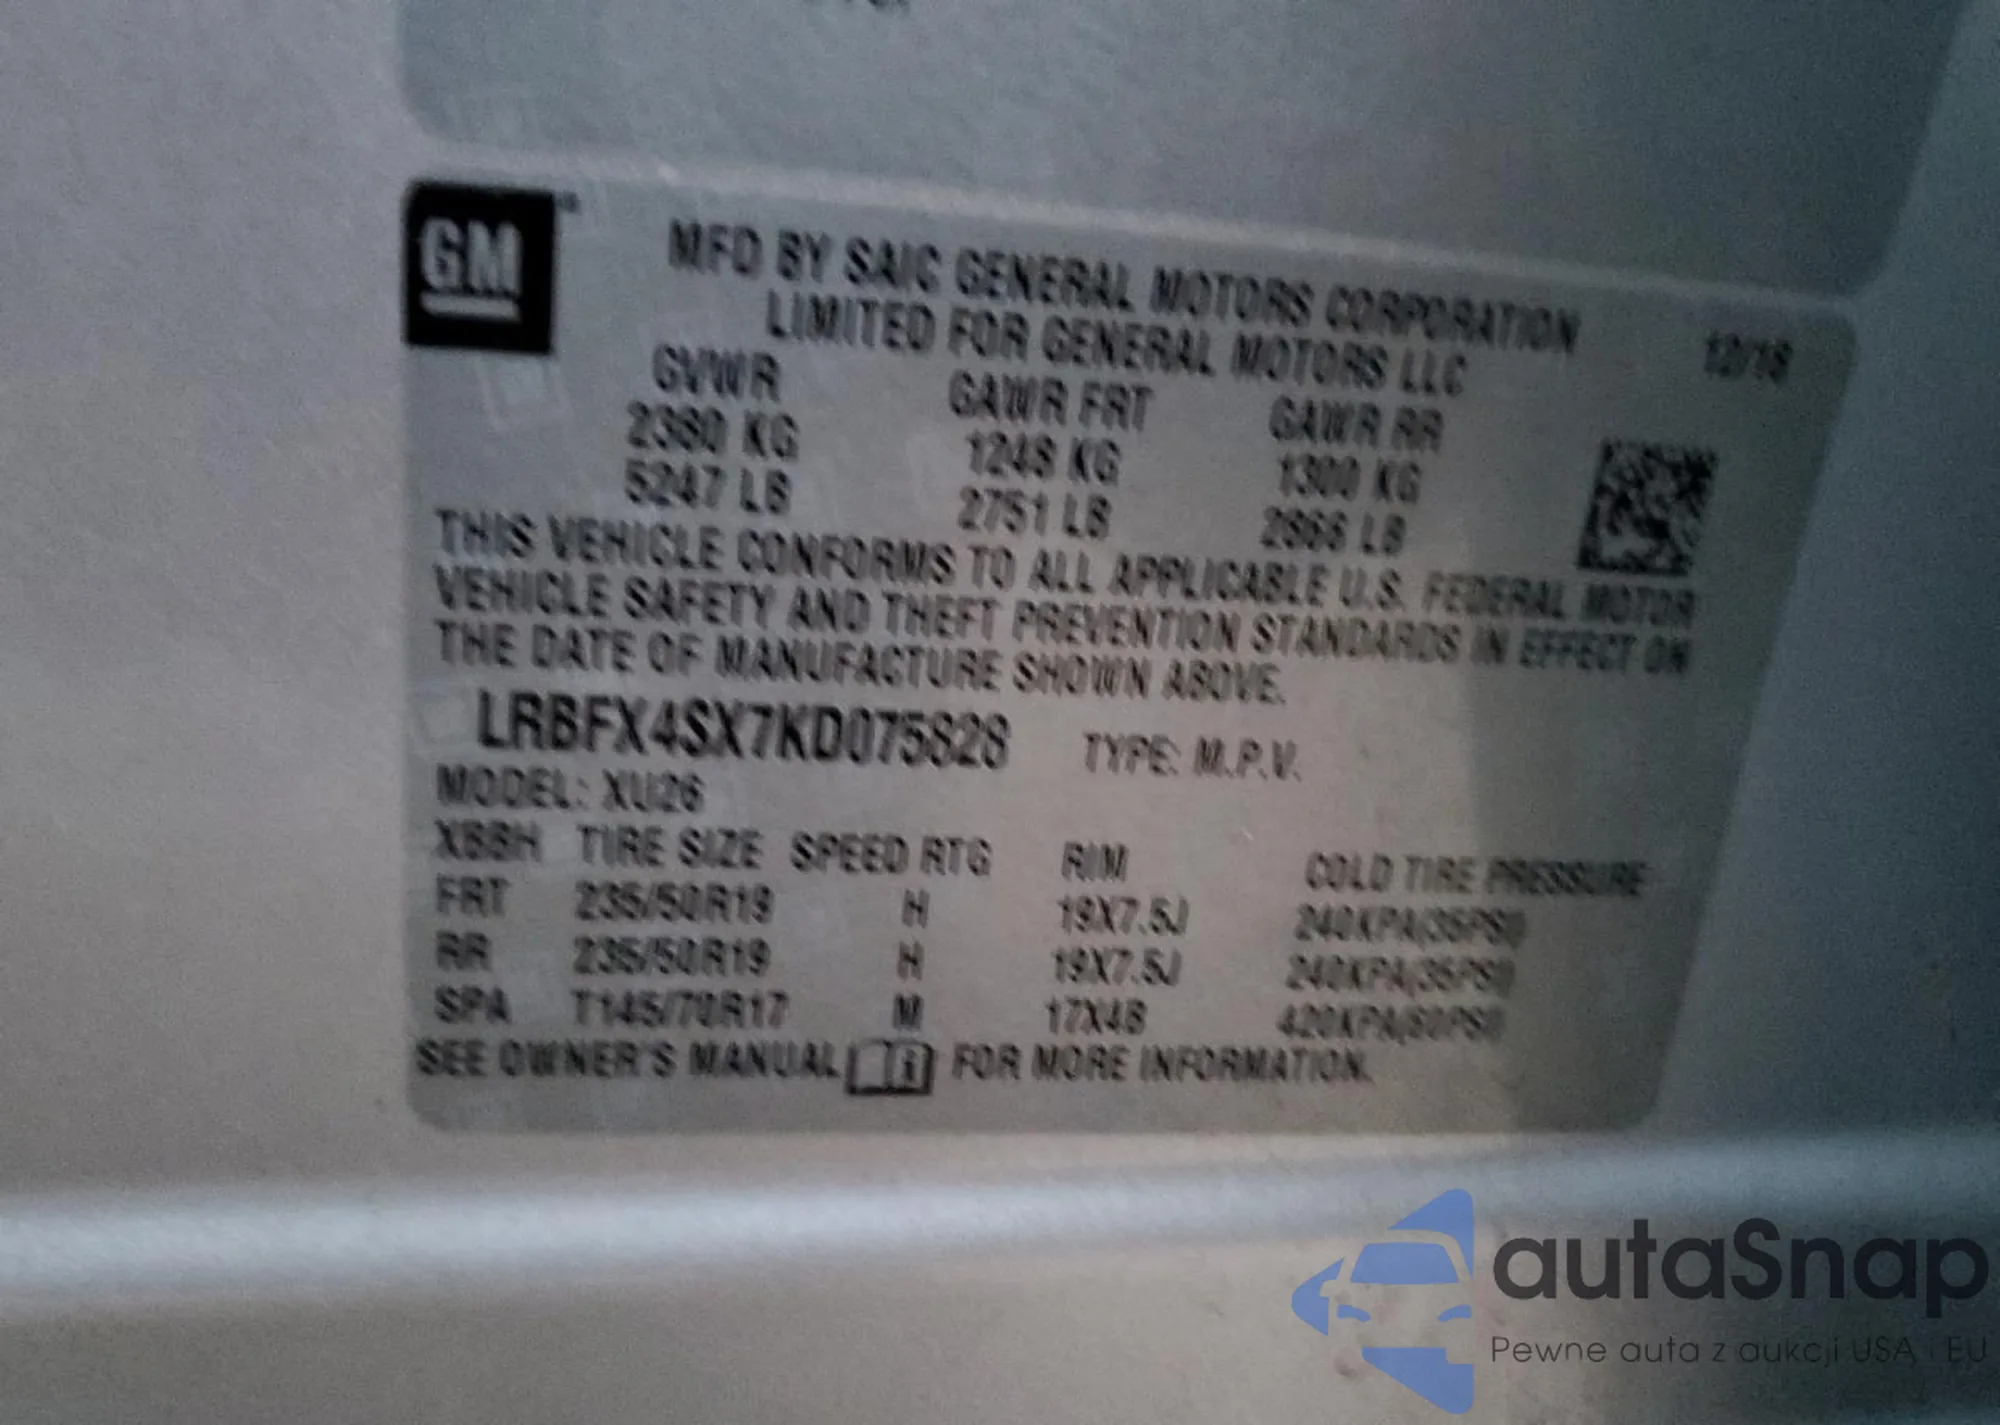 GM
MFD BY SAIC GENERAL MOTORS CORPORATION
LIMITED FOR GENERAL MOTORS LLC
12/18
GVWR GAWR FRT GAWR RR
2380 KG 1248 KG 1300 KG
5247 LB 2751 LB 2866 LB
THIS VEHICLE CONFORMS TO ALL APPLICABLE U.S. FEDERAL MOTOR
VEHICLE SAFETY AND THEFT PREVENTION STANDARDS IN EFFECT ON
THE DATE OF MANUFACTURE SHOWN ABOVE.
LRBFX4SX7KD075828 TYPE: M.P.V.
MODEL: XU26
XBBH TIRE SIZE SPEED RTG RIM COLD TIRE PRESSURE
FRT 235/50R19 H 19X7.5J 240KPA(35PSI)
RR 235/50R19 H 19X7.5J 240KPA(35PSI)
SPA T145/70R17 M 17X4B 420KPA(60PSI)
SEE OWNER'S MANUAL FOR MORE INFORMATION.
autaSnap
Pewne auta z aukcji USA i EU